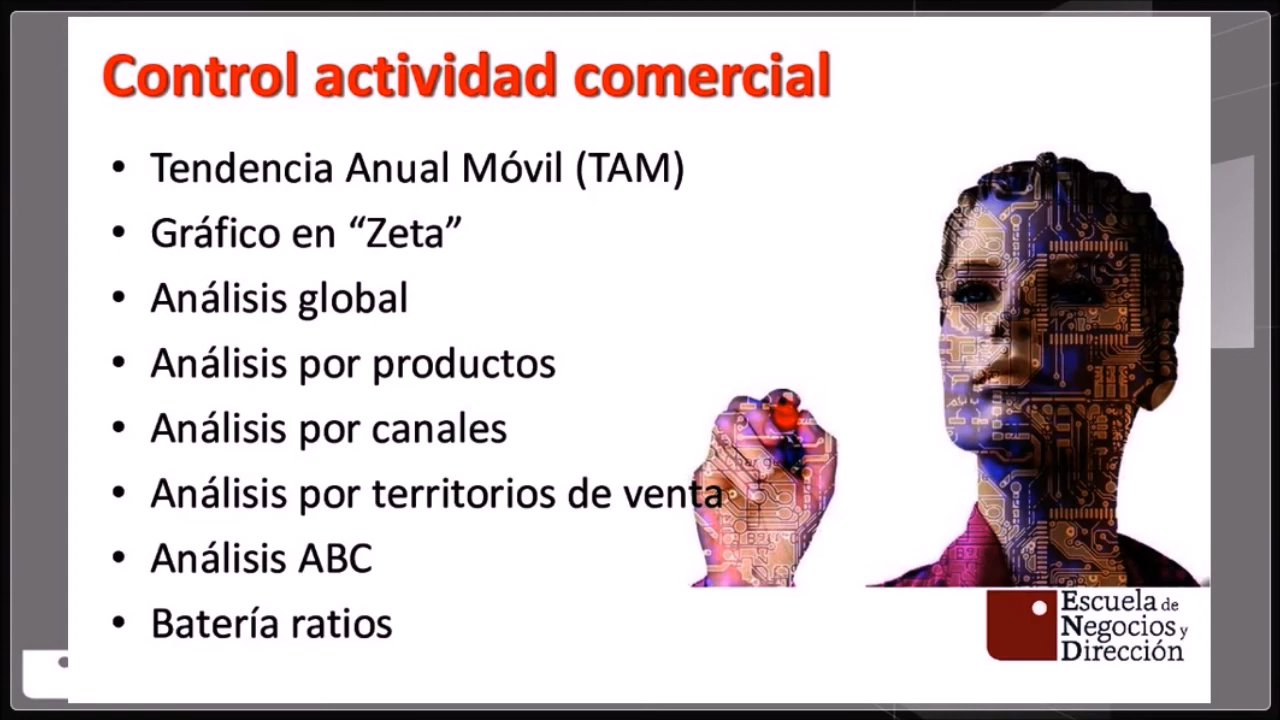 Control actividad comercial
• Tendencia Anual Móvil (TAM)
• Gráfico en “Zeta”
• Análisis global
• Análisis por productos
• Análisis por canales
• Análisis por territorios de venta
• Análisis ABC
• Batería ratios
Escuela de
Negocios y
Dirección